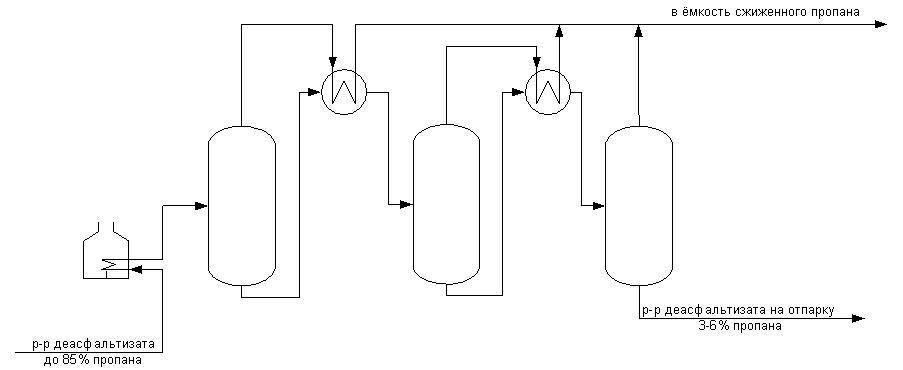 в ёмкость сжиженного пропана
р-р деасфальтизата на отпарку
3-6% пропана
р-р деасфальтизата
до 85% пропана